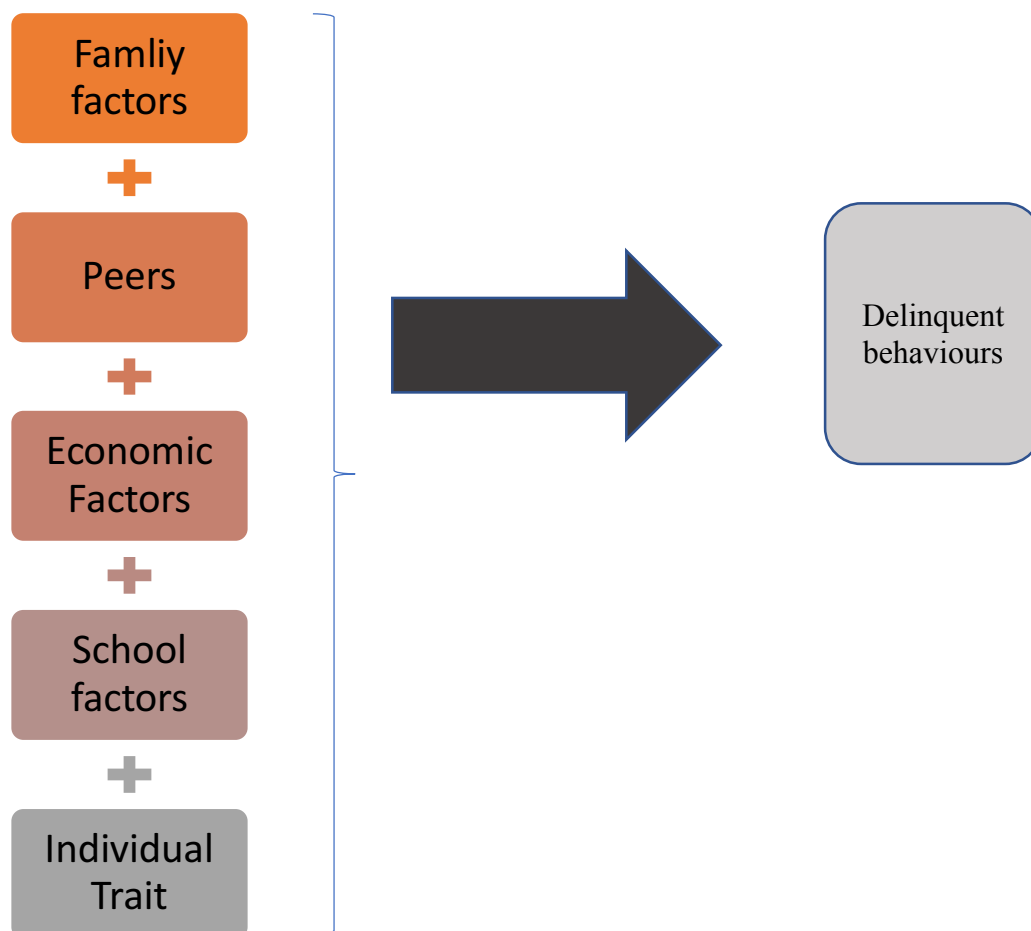 Famliy
factors
Peers
Economic
Factors
School
factors
Individual
Trait
Delinquent
behaviours